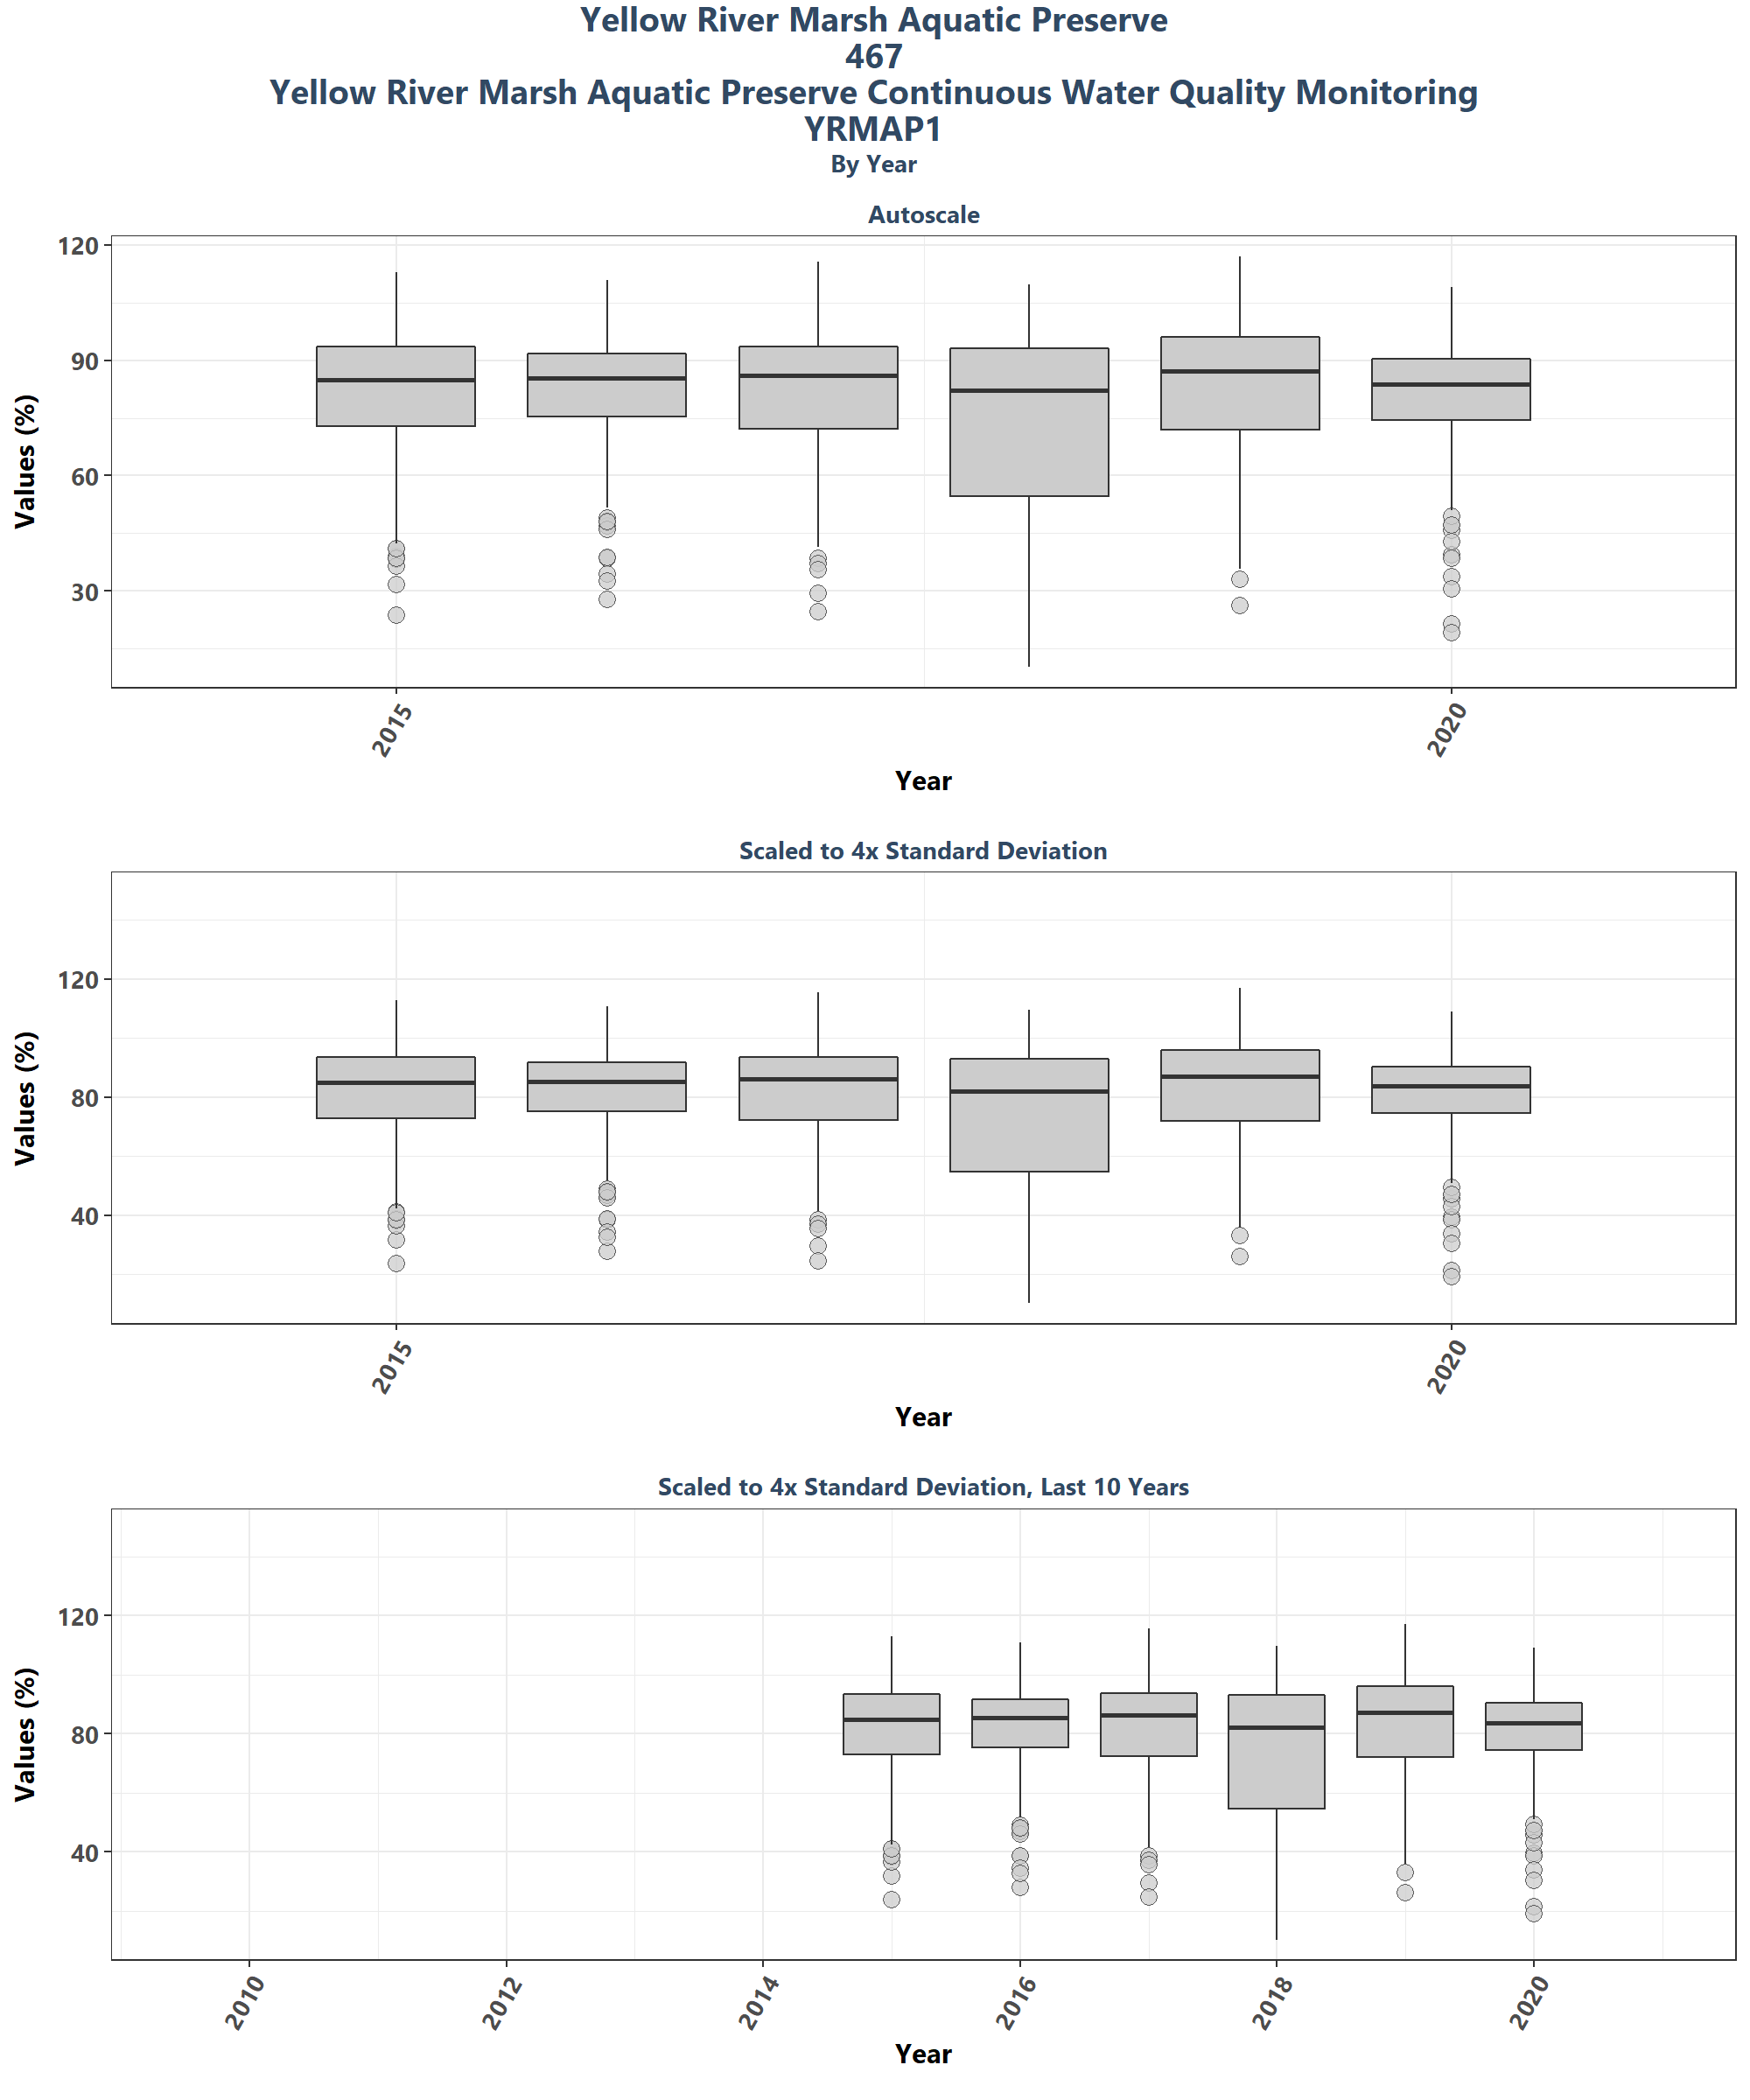 Yellow River Marsh Aquatic Preserve
467
Yellow River Marsh Aquatic Preserve Continuous Water Quality Monitoring
YRMAP1
By Year
Autoscale
120
90
60
30
Values (%)
2015
2020
Year
Scaled to 4x Standard Deviation
120
80
40
Values (%)
2015
2020
Year
Scaled to 4x Standard Deviation, Last 10 Years
120
80
40
Values (%)
2010
2012
2014
2016
2018
2020
Year